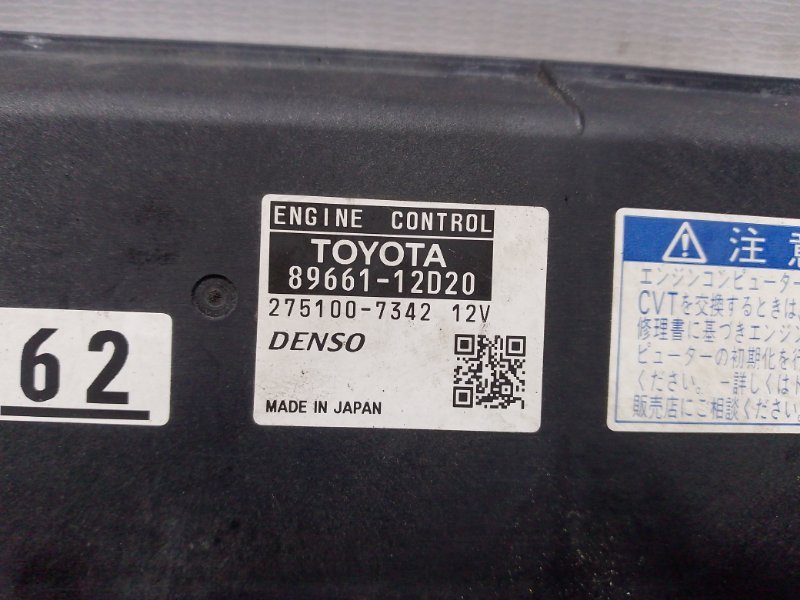 ENGINE CONTROL
TOYOTA
89661-12D20
275100-7342 12V
DENSO
MADE IN JAPAN
62
注意
エンジンコンピューター
CVTを交換するときは
修理書に基づきエンジン
ピューターの初期化を行
ください。-詳しくはト
販売店にご相談ください